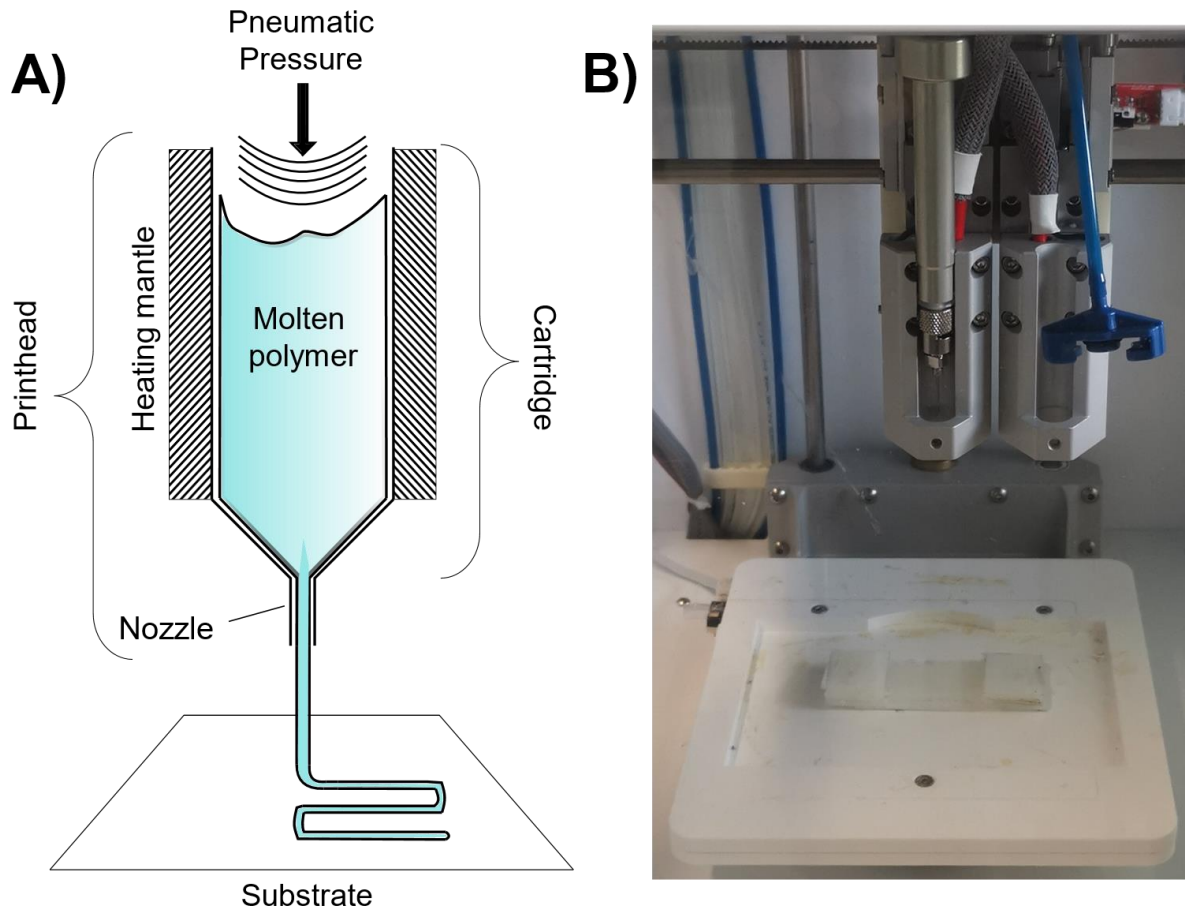 A)
Pneumatic
Pressure
Printhead
Heating mantle
Molten
polymer
Cartridge
Nozzle
Substrate
B)